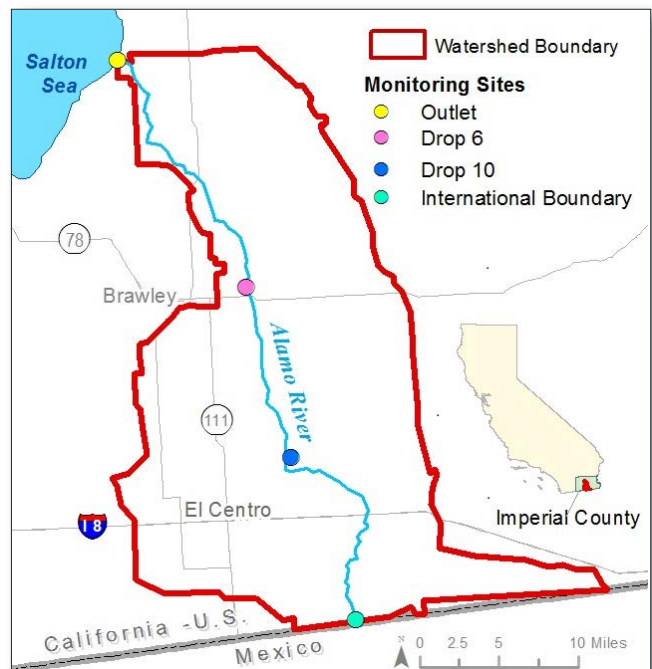 Salton
Sea
Watershed Boundary
Monitoring Sites
Outlet
Drop 6
Drop 10
International Boundary
78
Brawley
Alamo River
111
El Centro
I 8
Imperial County
California - U.S.
Mexico
N
0 2.5 5 10 Miles